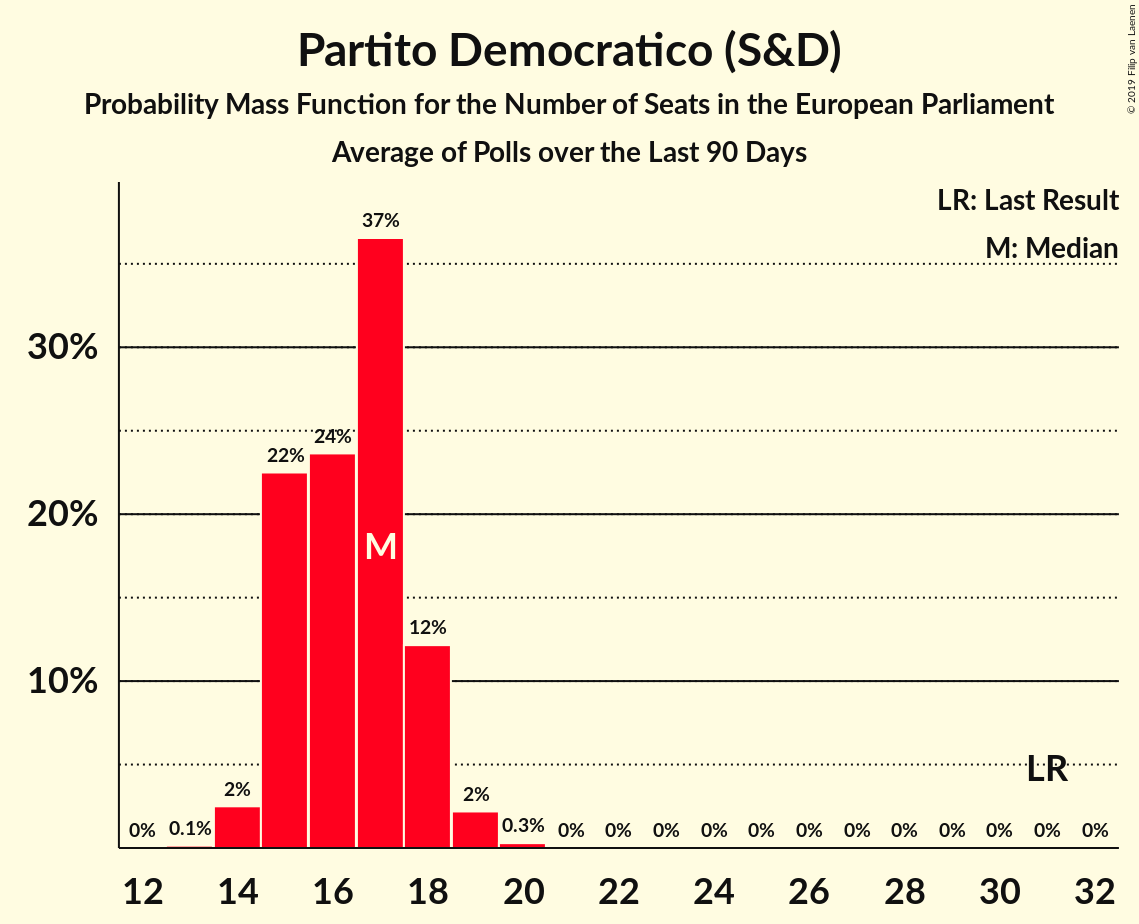 Partito Democratico (S&D)
Probability Mass Function for the Number of Seats in the European Parliament
Average of Polls over the Last 90 Days
© 2019 Filip van Laenen
LR: Last Result
M: Median
30%
20%
10%
0% 0.1% 2% 22% 24% 37% 12% 2% 0.3% 0% 0% 0% 0% 0% 0% 0% 0% 0% 0% 0% 0%
M
LR
12 14 16 18 20 22 24 26 28 30 32